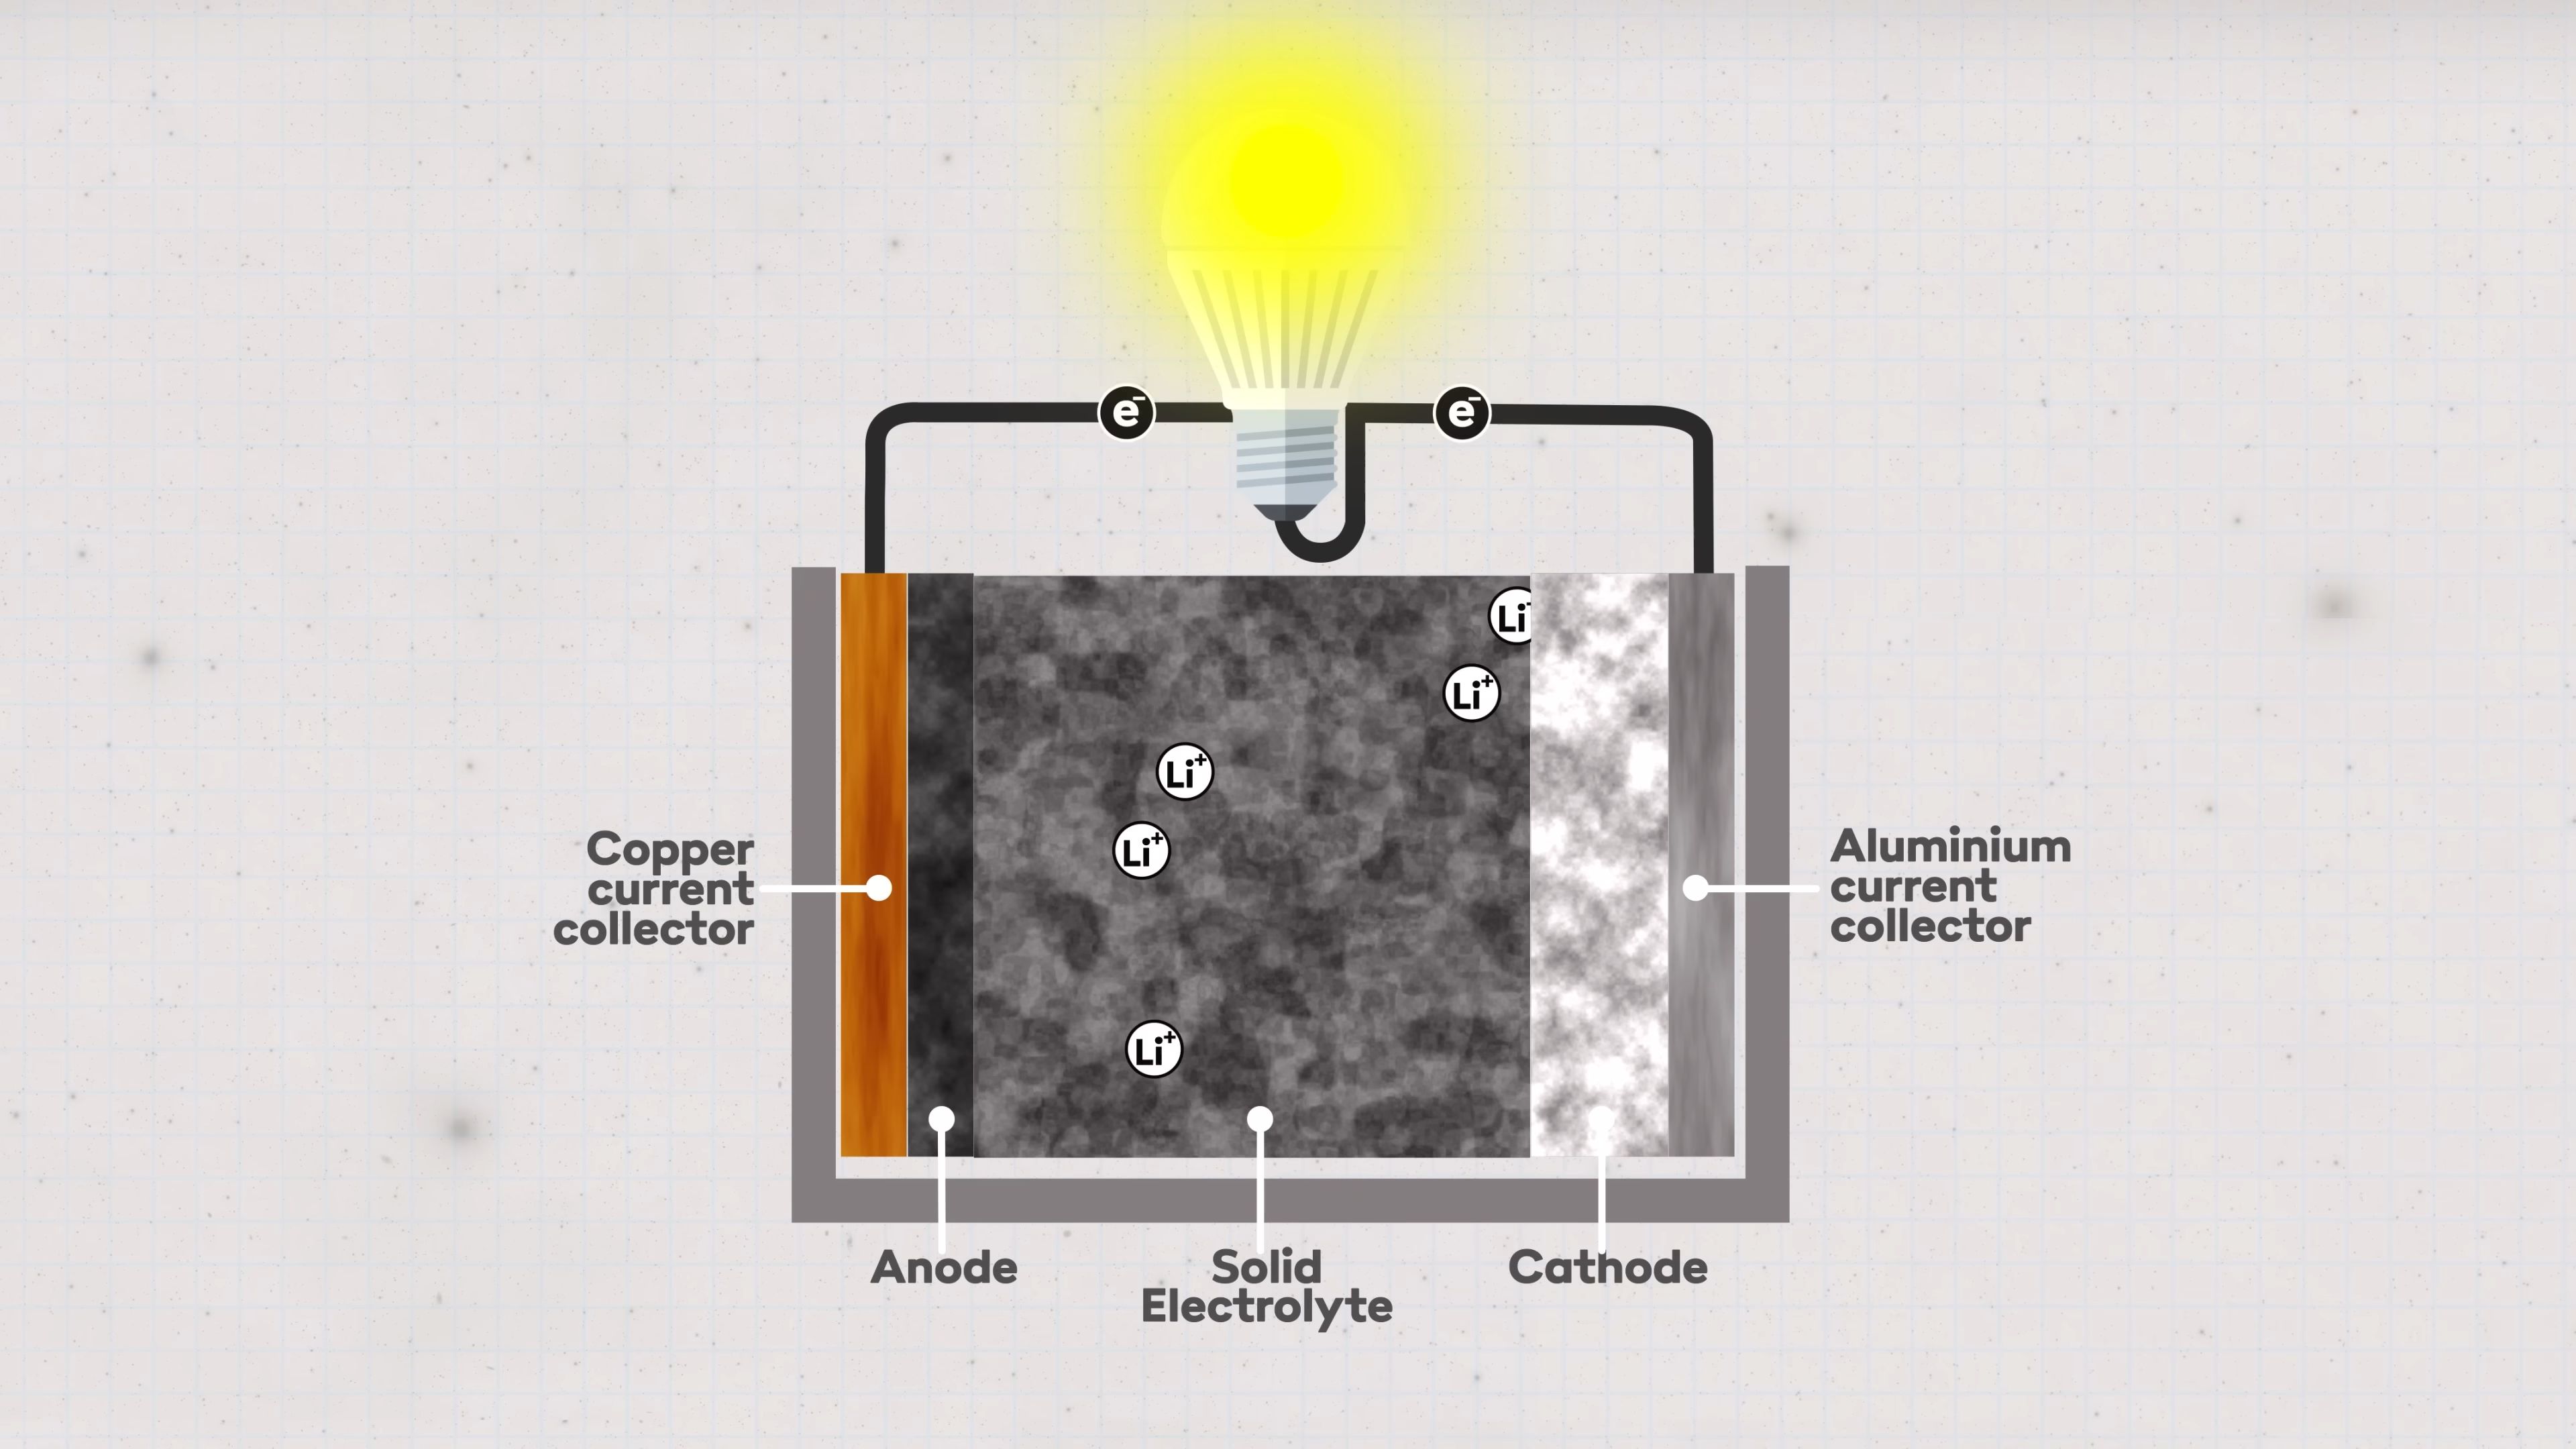 e-
e-
Li
Li+
Li+
Li+
Li+
Copper
current
collector
Aluminium
current
collector
Anode
Solid
Electrolyte
Cathode